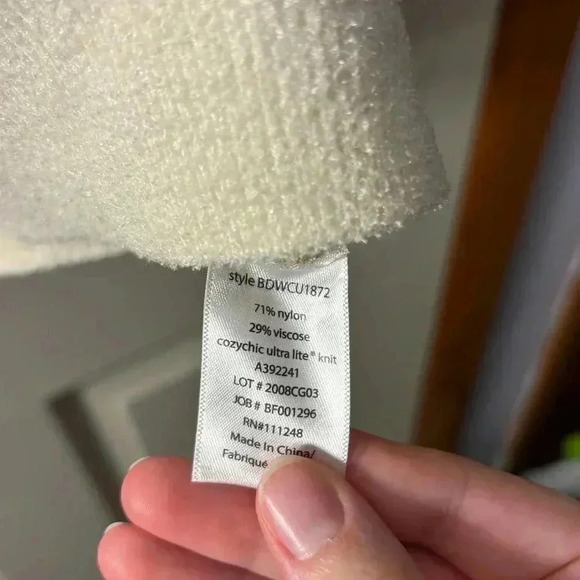 style BDWCU1872
71% nylon
29% viscose
cozychic ultra lite® knit
A392241
LOT # 2008CG03
JOB # BF001296
RN#111248
Made In China/
Fabriqué